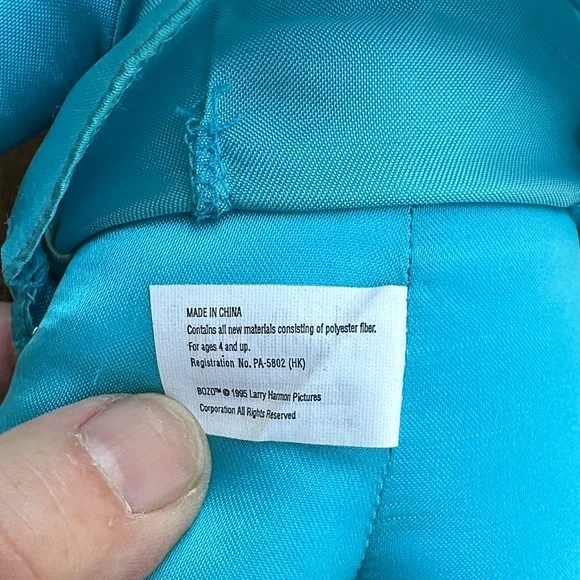 MADE IN CHINA
Contains all new materials consisting of polyester fiber.
For ages 4 and up.
Registration No. PA-5802 (HK)
BOZO™ © 1995 Larry Harmon Pictures
Corporation All Rights Reserved